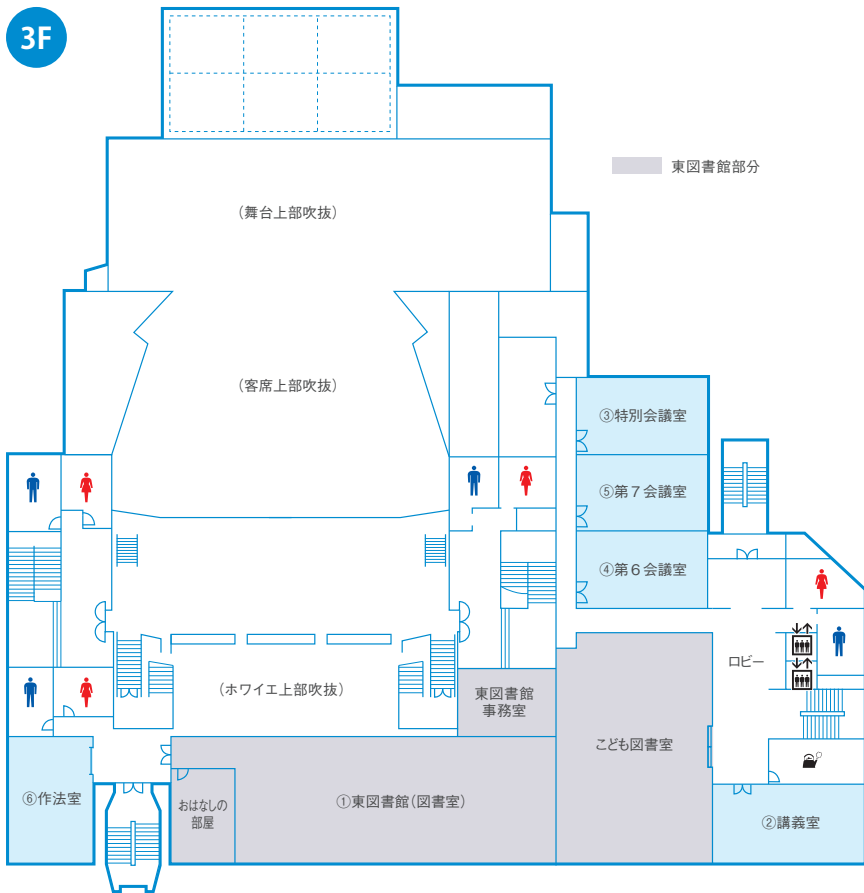 3F
東図書館部分
(舞台上部吹抜)
(客席上部吹抜)
③特別会議室
⑤第7会議室
④第6会議室
ロビー
(ホワイエ上部吹抜)
東図書館
事務室
こども図書室
⑥作法室
おはなしの
部屋
①東図書館(図書室)
②講義室